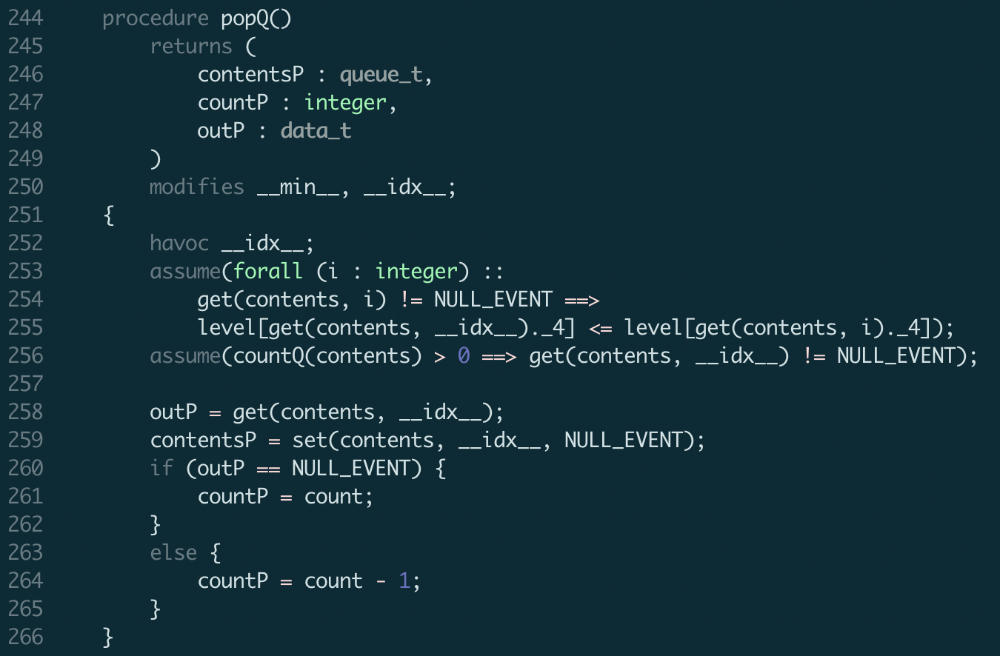 244 procedure popQ()
245 returns (
246 contentsP : queue_t,
247 countP : integer,
248 outP : data_t
249 )
250 modifies __min__, __idx__;
251 {
252 havoc __idx__;
253 assume(forall (i : integer) ::
254 get(contents, i) != NULL_EVENT ==>
255 level[get(contents, __idx__)._4] <= level[get(contents, i)._4]);
256 assume(countQ(contents) > 0 ==> get(contents, __idx__) != NULL_EVENT);
257
258 outP = get(contents, __idx__);
259 contentsP = set(contents, __idx__, NULL_EVENT);
260 if (outP == NULL_EVENT) {
261 countP = count;
262 }
263 else {
264 countP = count - 1;
265 }
266 }